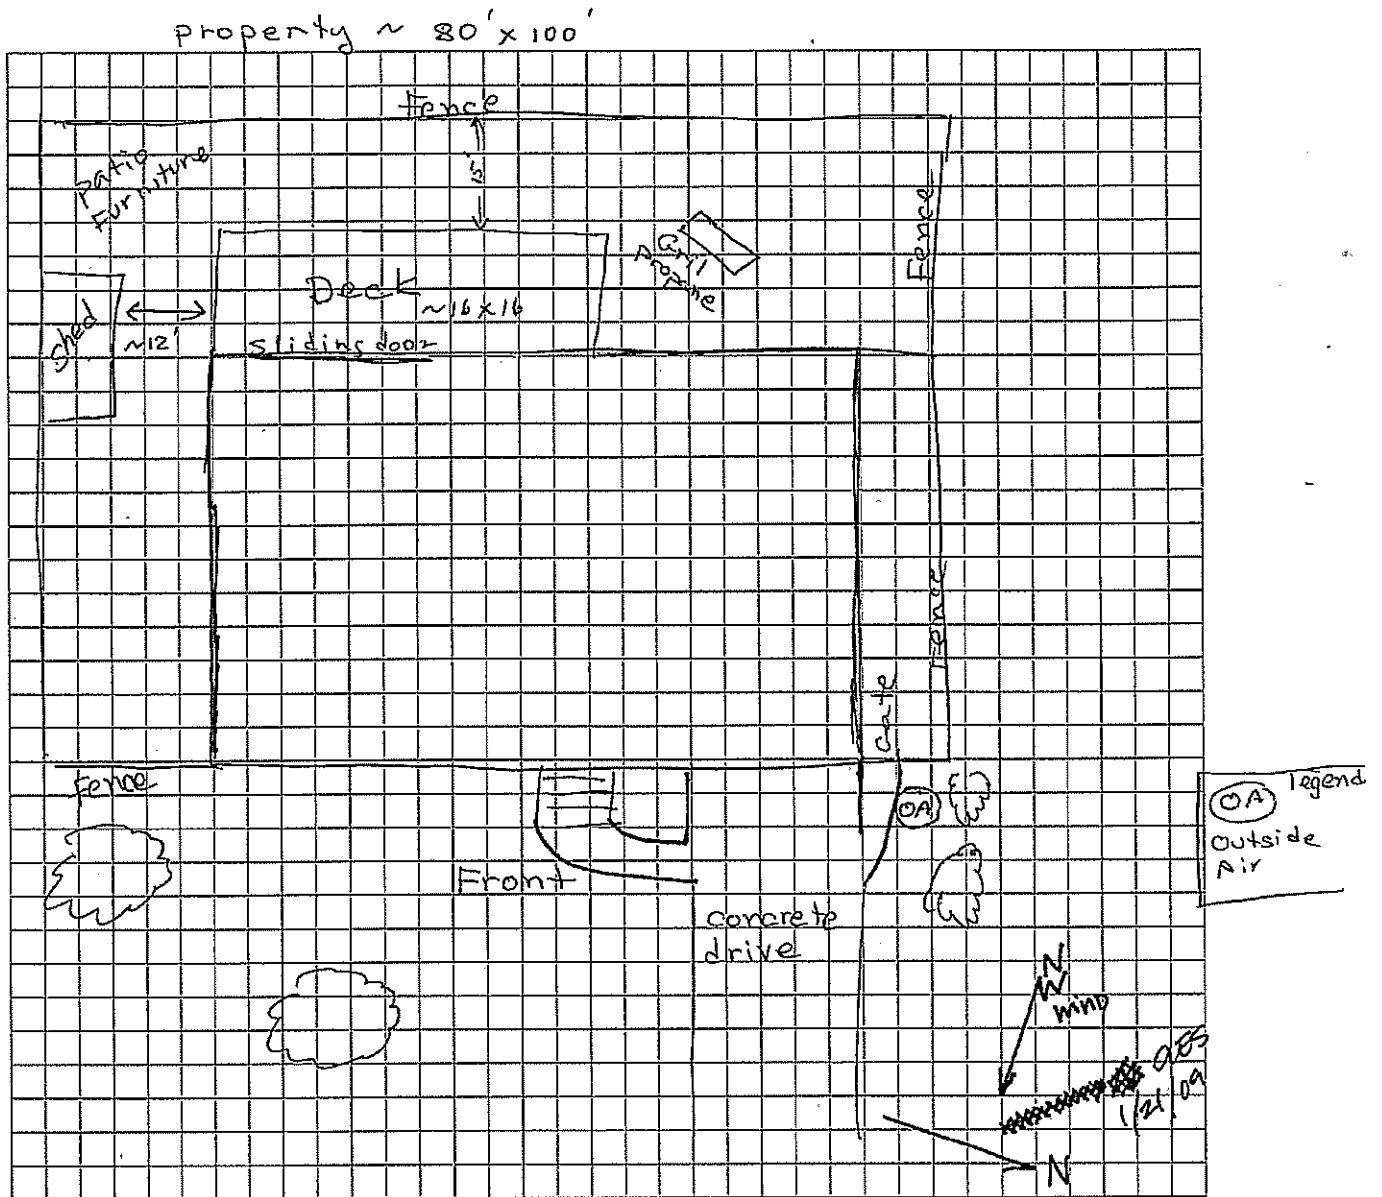 property ~ 80' x 100'
Fence
patio
Furniture
15'
Fence
Gril
Propane
Deck
~16 x 16
Shed
~12'
sliding door
Fence
Gate
Fence
OA
legend
OA
Outside
Air
Front
concrete
drive
N
W
WIND
1/21/09
N